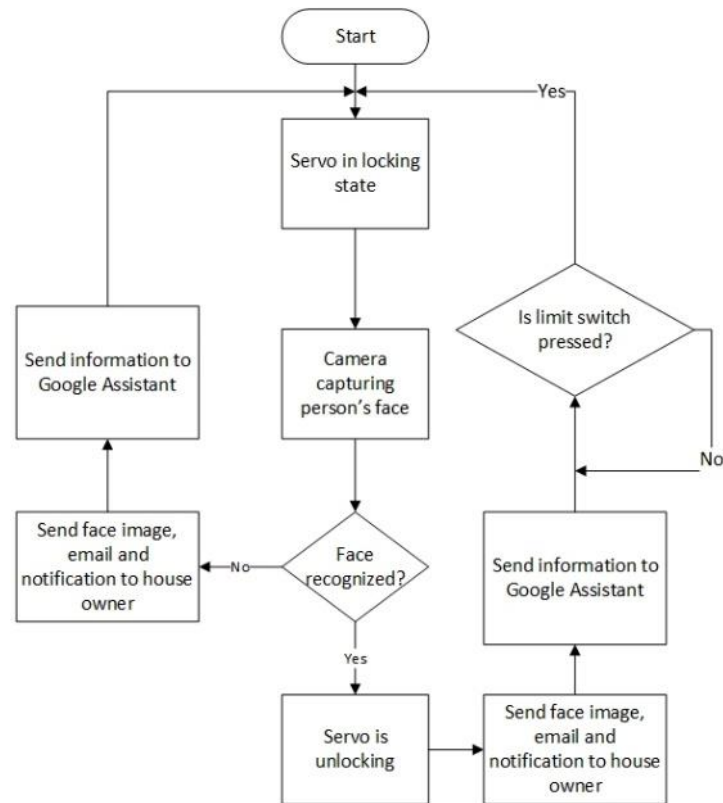 Start
Yes
Servo in locking
state
Is limit switch
pressed?
Send information to
Google Assistant
Camera
capturing
person's face
No
Send face image,
email and
notification to house
owner
No
Face
recognized?
Send information to
Google Assistant
Yes
Servo is
unlocking
Send face image,
email and
notification to house
owner